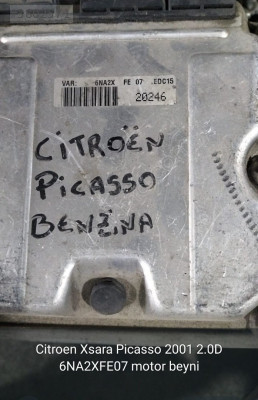 VAR: 6NA2X FE 07 EDC15
20246
CITROËN
PICASSO
BENZINA
Citroen Xsara Picasso 2001 2.0D
6NA2XFE07 motor beyni